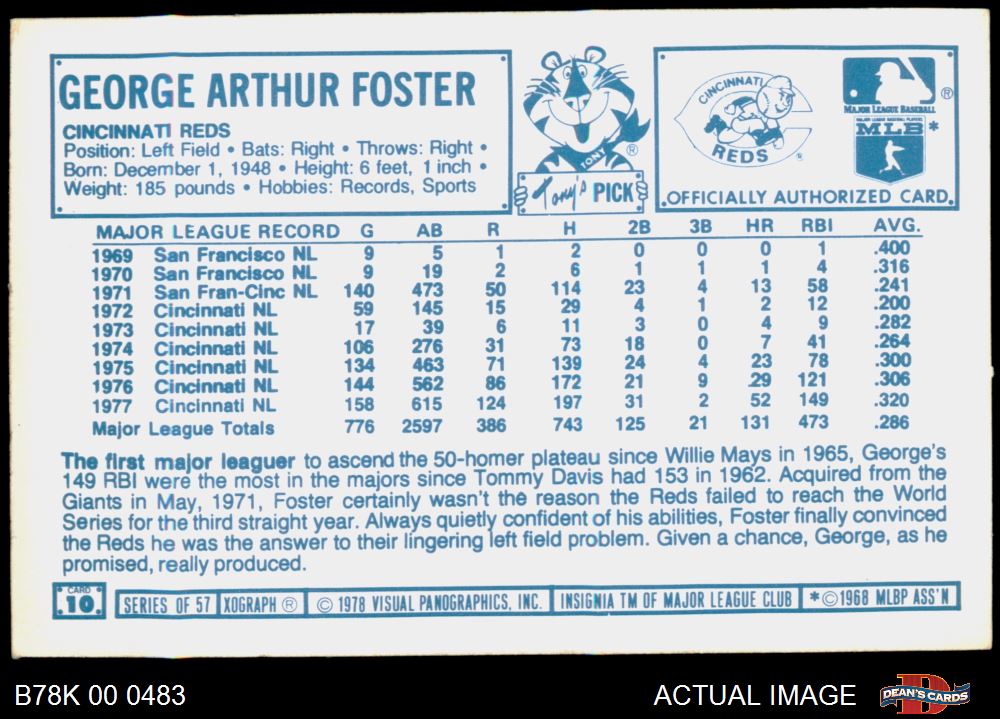 GEORGE ARTHUR FOSTER
CINCINNATI REDS
Position: Left Field • Bats: Right • Throws: Right •
Born: December 1, 1948 • Height: 6 feet, 1 inch •
Weight: 185 pounds • Hobbies: Records, Sports
TONY
®
Tony's PICK
CINCINNATI
REDS
®
MAJOR LEAGUE BASEBALL
®
MAJOR LEAGUE BASEBALL PLAYERS
MLB *
OFFICIALLY AUTHORIZED CARD
MAJOR LEAGUE RECORD G AB R H 2B 3B HR RBI AVG.
1969 San Francisco NL 9 5 1 2 0 0 0 1 .400
1970 San Francisco NL 9 19 2 6 1 1 1 4 .316
1971 San Fran-Cinc NL 140 473 50 114 23 4 13 58 .241
1972 Cincinnati NL 59 145 15 29 4 1 2 12 .200
1973 Cincinnati NL 17 39 6 11 3 0 4 9 .282
1974 Cincinnati NL 106 276 31 73 18 0 7 41 .264
1975 Cincinnati NL 134 463 71 139 24 4 23 78 .300
1976 Cincinnati NL 144 562 86 172 21 9 29 121 .306
1977 Cincinnati NL 158 615 124 197 31 2 52 149 .320
Major League Totals 776 2597 386 743 125 21 131 473 .286
The first major leaguer to ascend the 50-homer plateau since Willie Mays in 1965, George's
149 RBI were the most in the majors since Tommy Davis had 153 in 1962. Acquired from the
Giants in May, 1971, Foster certainly wasn't the reason the Reds failed to reach the World
Series for the third straight year. Always quietly confident of his abilities, Foster finally convinced
the Reds he was the answer to their lingering left field problem. Given a chance, George, as he
promised, really produced.
CARD
10
SERIES OF 57 XOGRAPH ® © 1978 VISUAL PANOGRAPHICS, INC. INSIGNIA TM OF MAJOR LEAGUE CLUB *©1968 MLBP ASS'N
B78K 00 0483 ACTUAL IMAGE DEAN'S CARDS